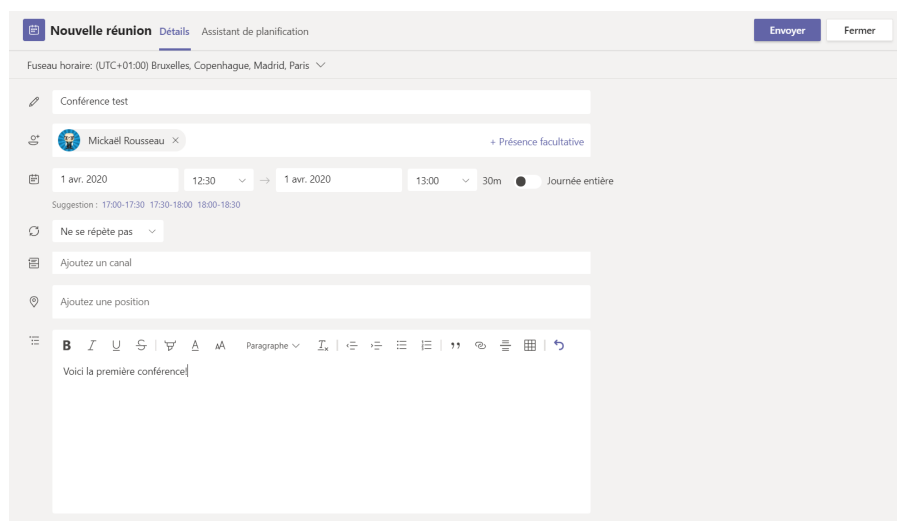 Nouvelle réunion Détails Assistant de planification Envoyer Fermer
Fuseau horaire: (UTC+01:00) Bruxelles, Copenhague, Madrid, Paris
Conférence test
Mickaël Rousseau × + Présence facultative
1 avr. 2020 12:30 → 1 avr. 2020 13:00 30m Journée entière
Suggestion : 17:00-17:30 17:30-18:00 18:00-18:30
Ne se répète pas
Ajoutez un canal
Ajoutez une position
B I U S A AA Paragraphe Ix
Voici la première conférence!